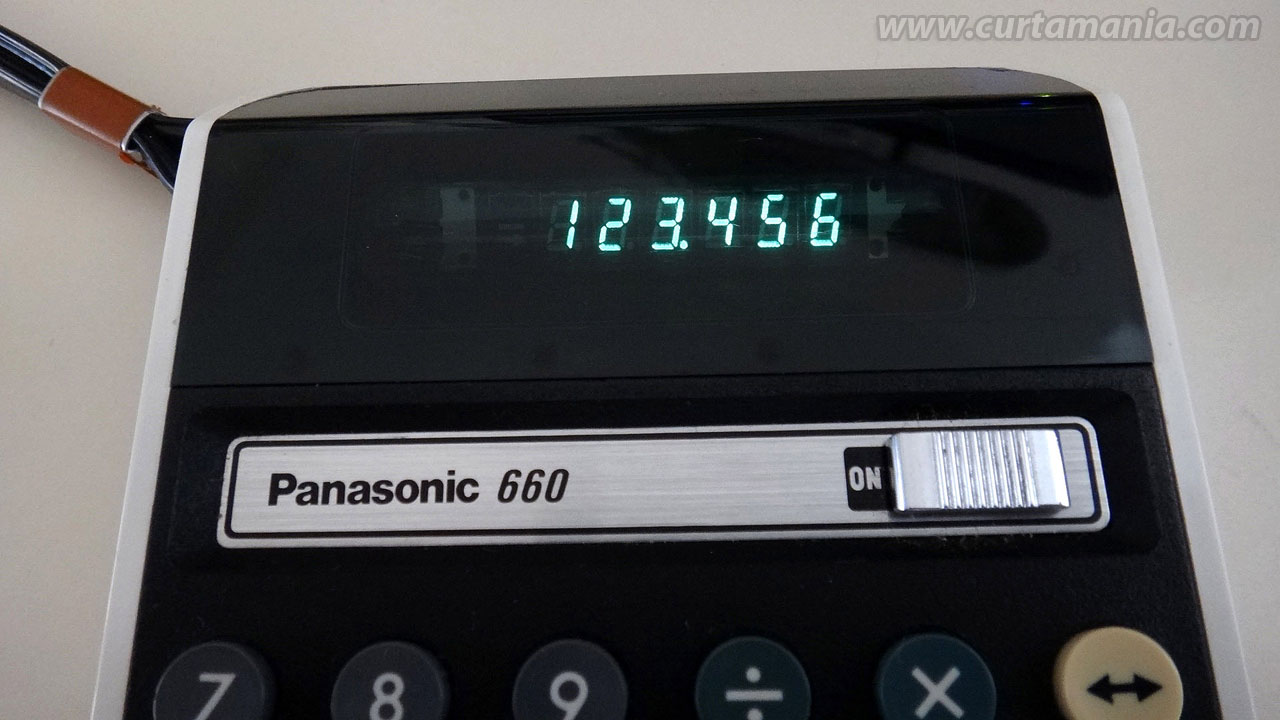 www.curtamania.com
123.456
Panasonic 660 ON
7 8 9 ÷ × ↔